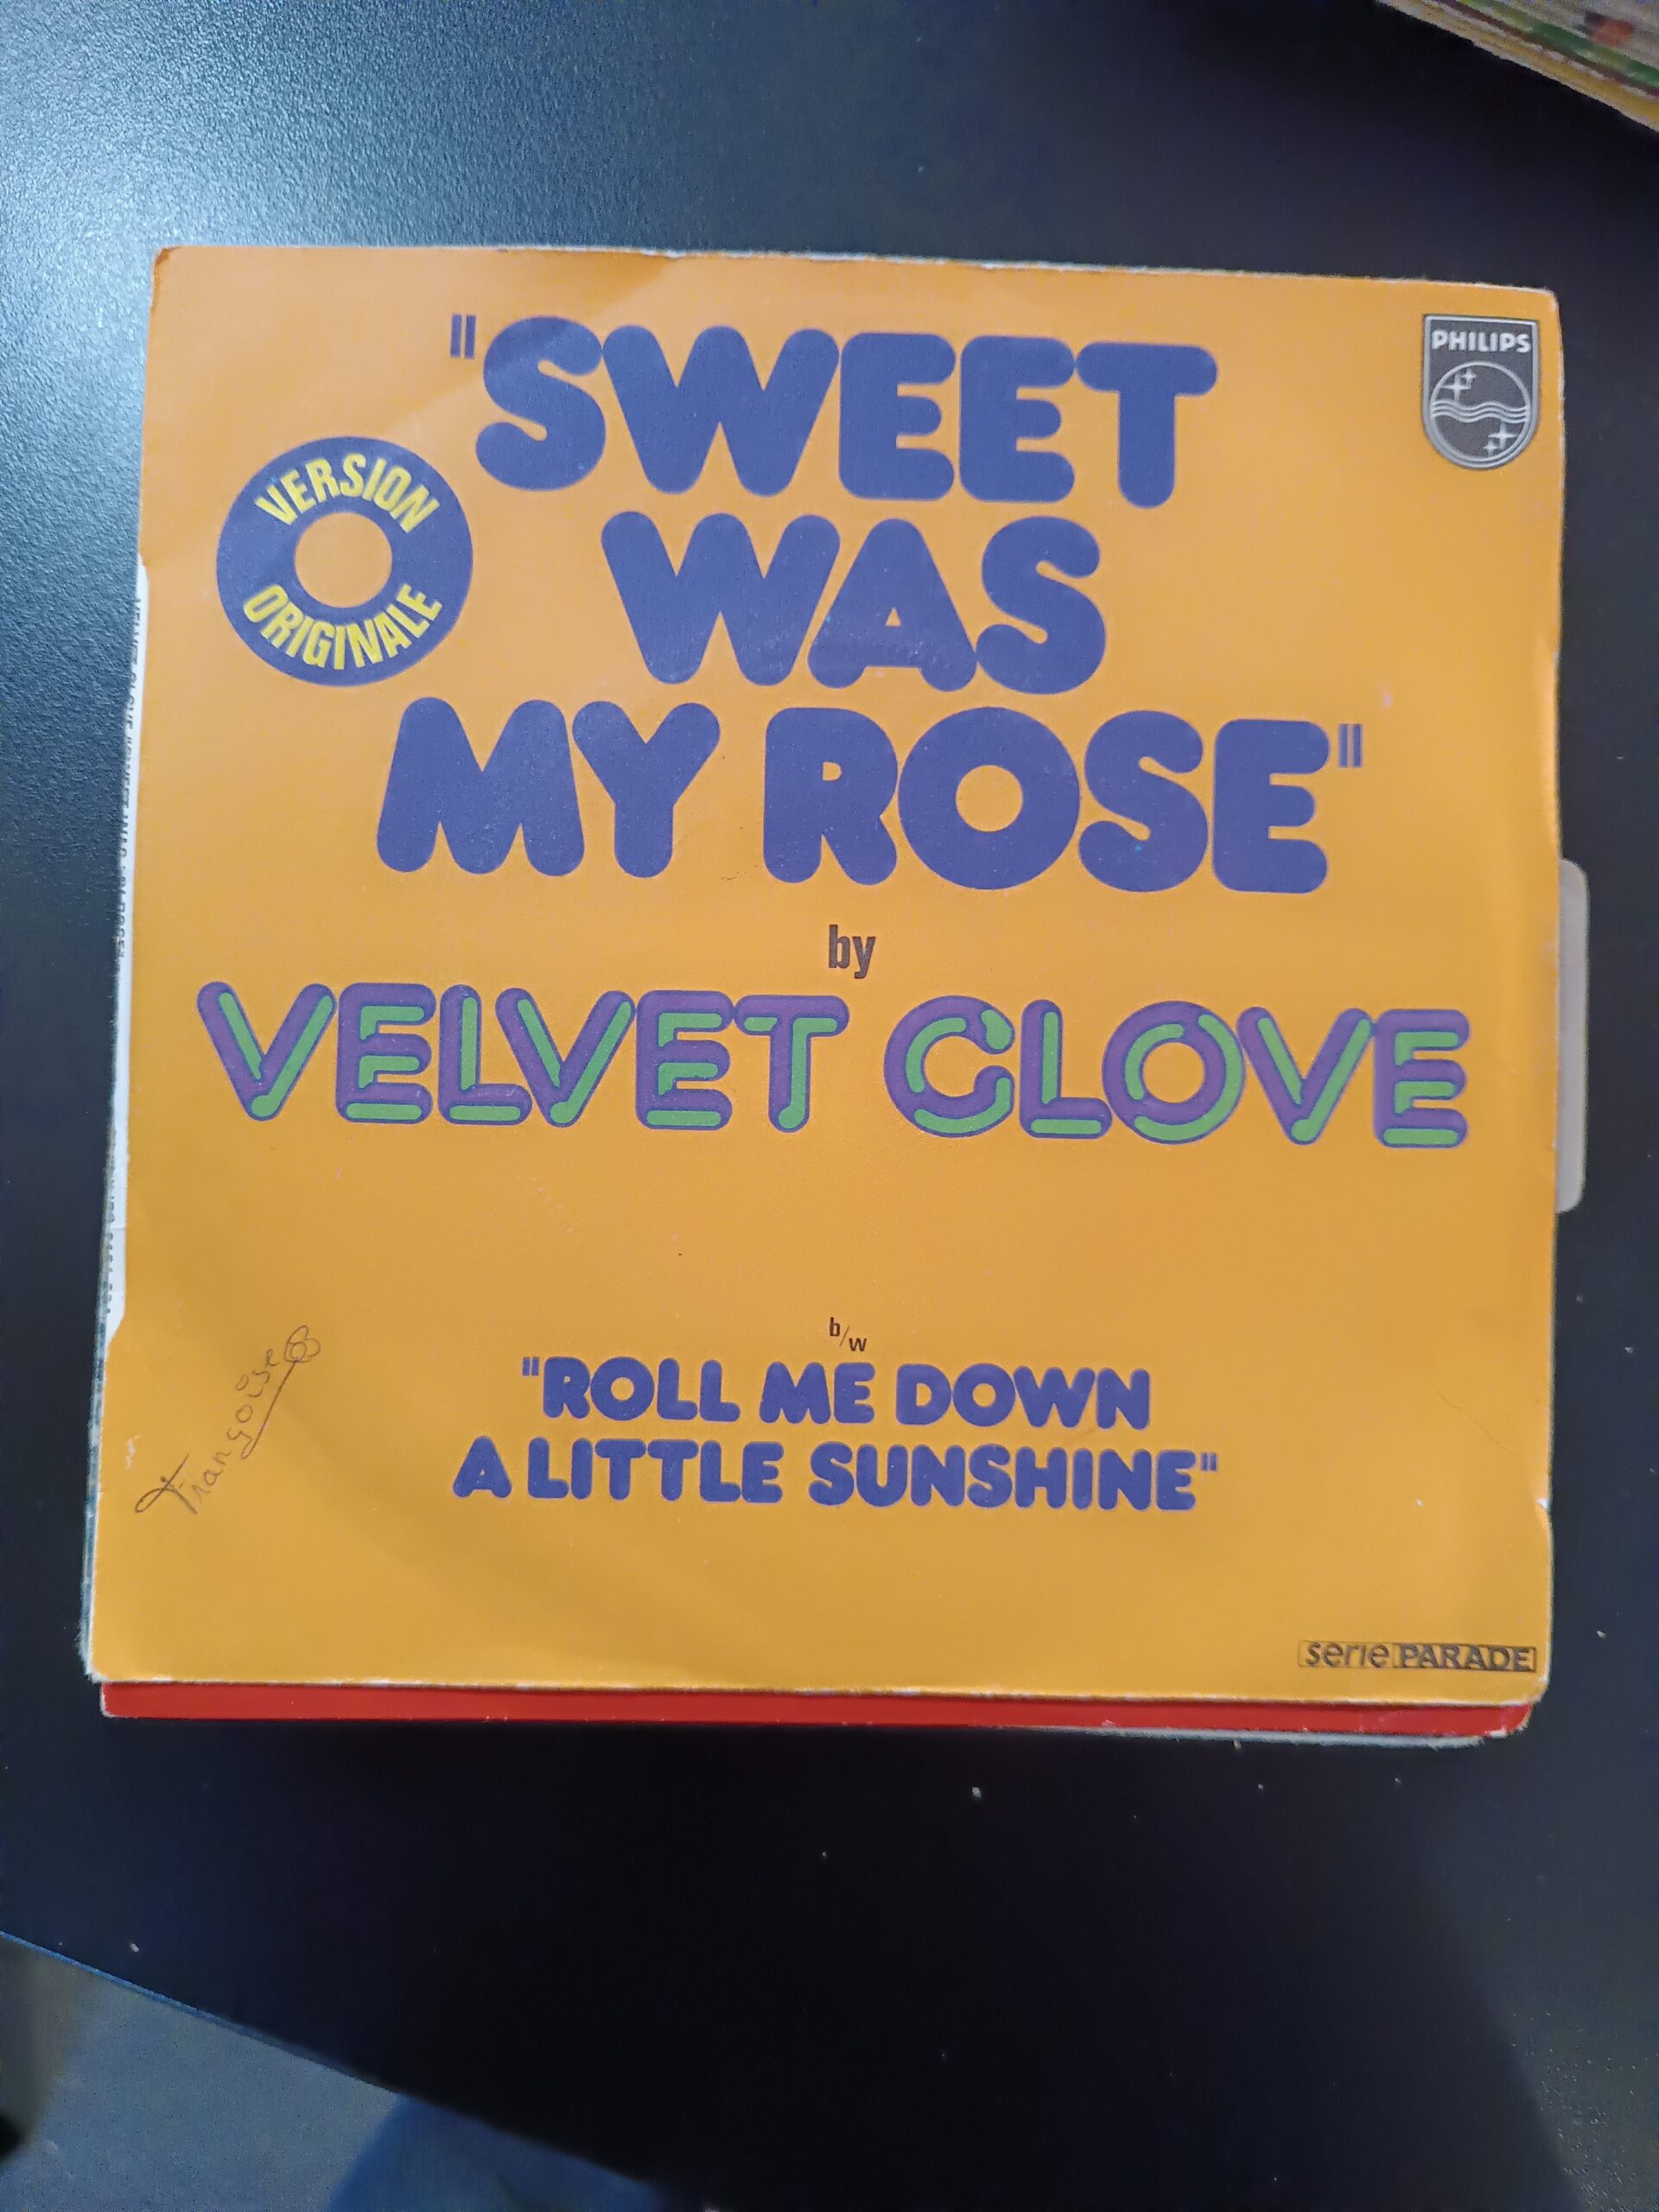 "SWEET
WAS
MY ROSE"
PHILIPS
VERSION
ORIGINALE
by
VELVET GLOVE
b/w
"ROLL ME DOWN
A LITTLE SUNSHINE"
Françoise
serie PARADE